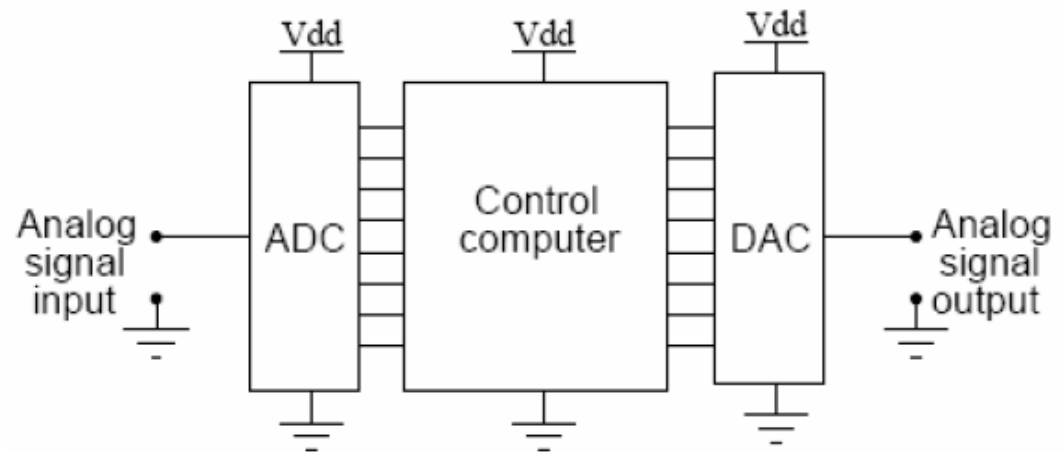 Vdd
Vdd
Vdd
Analog
signal
input
ADC
Control
computer
DAC
Analog
signal
output